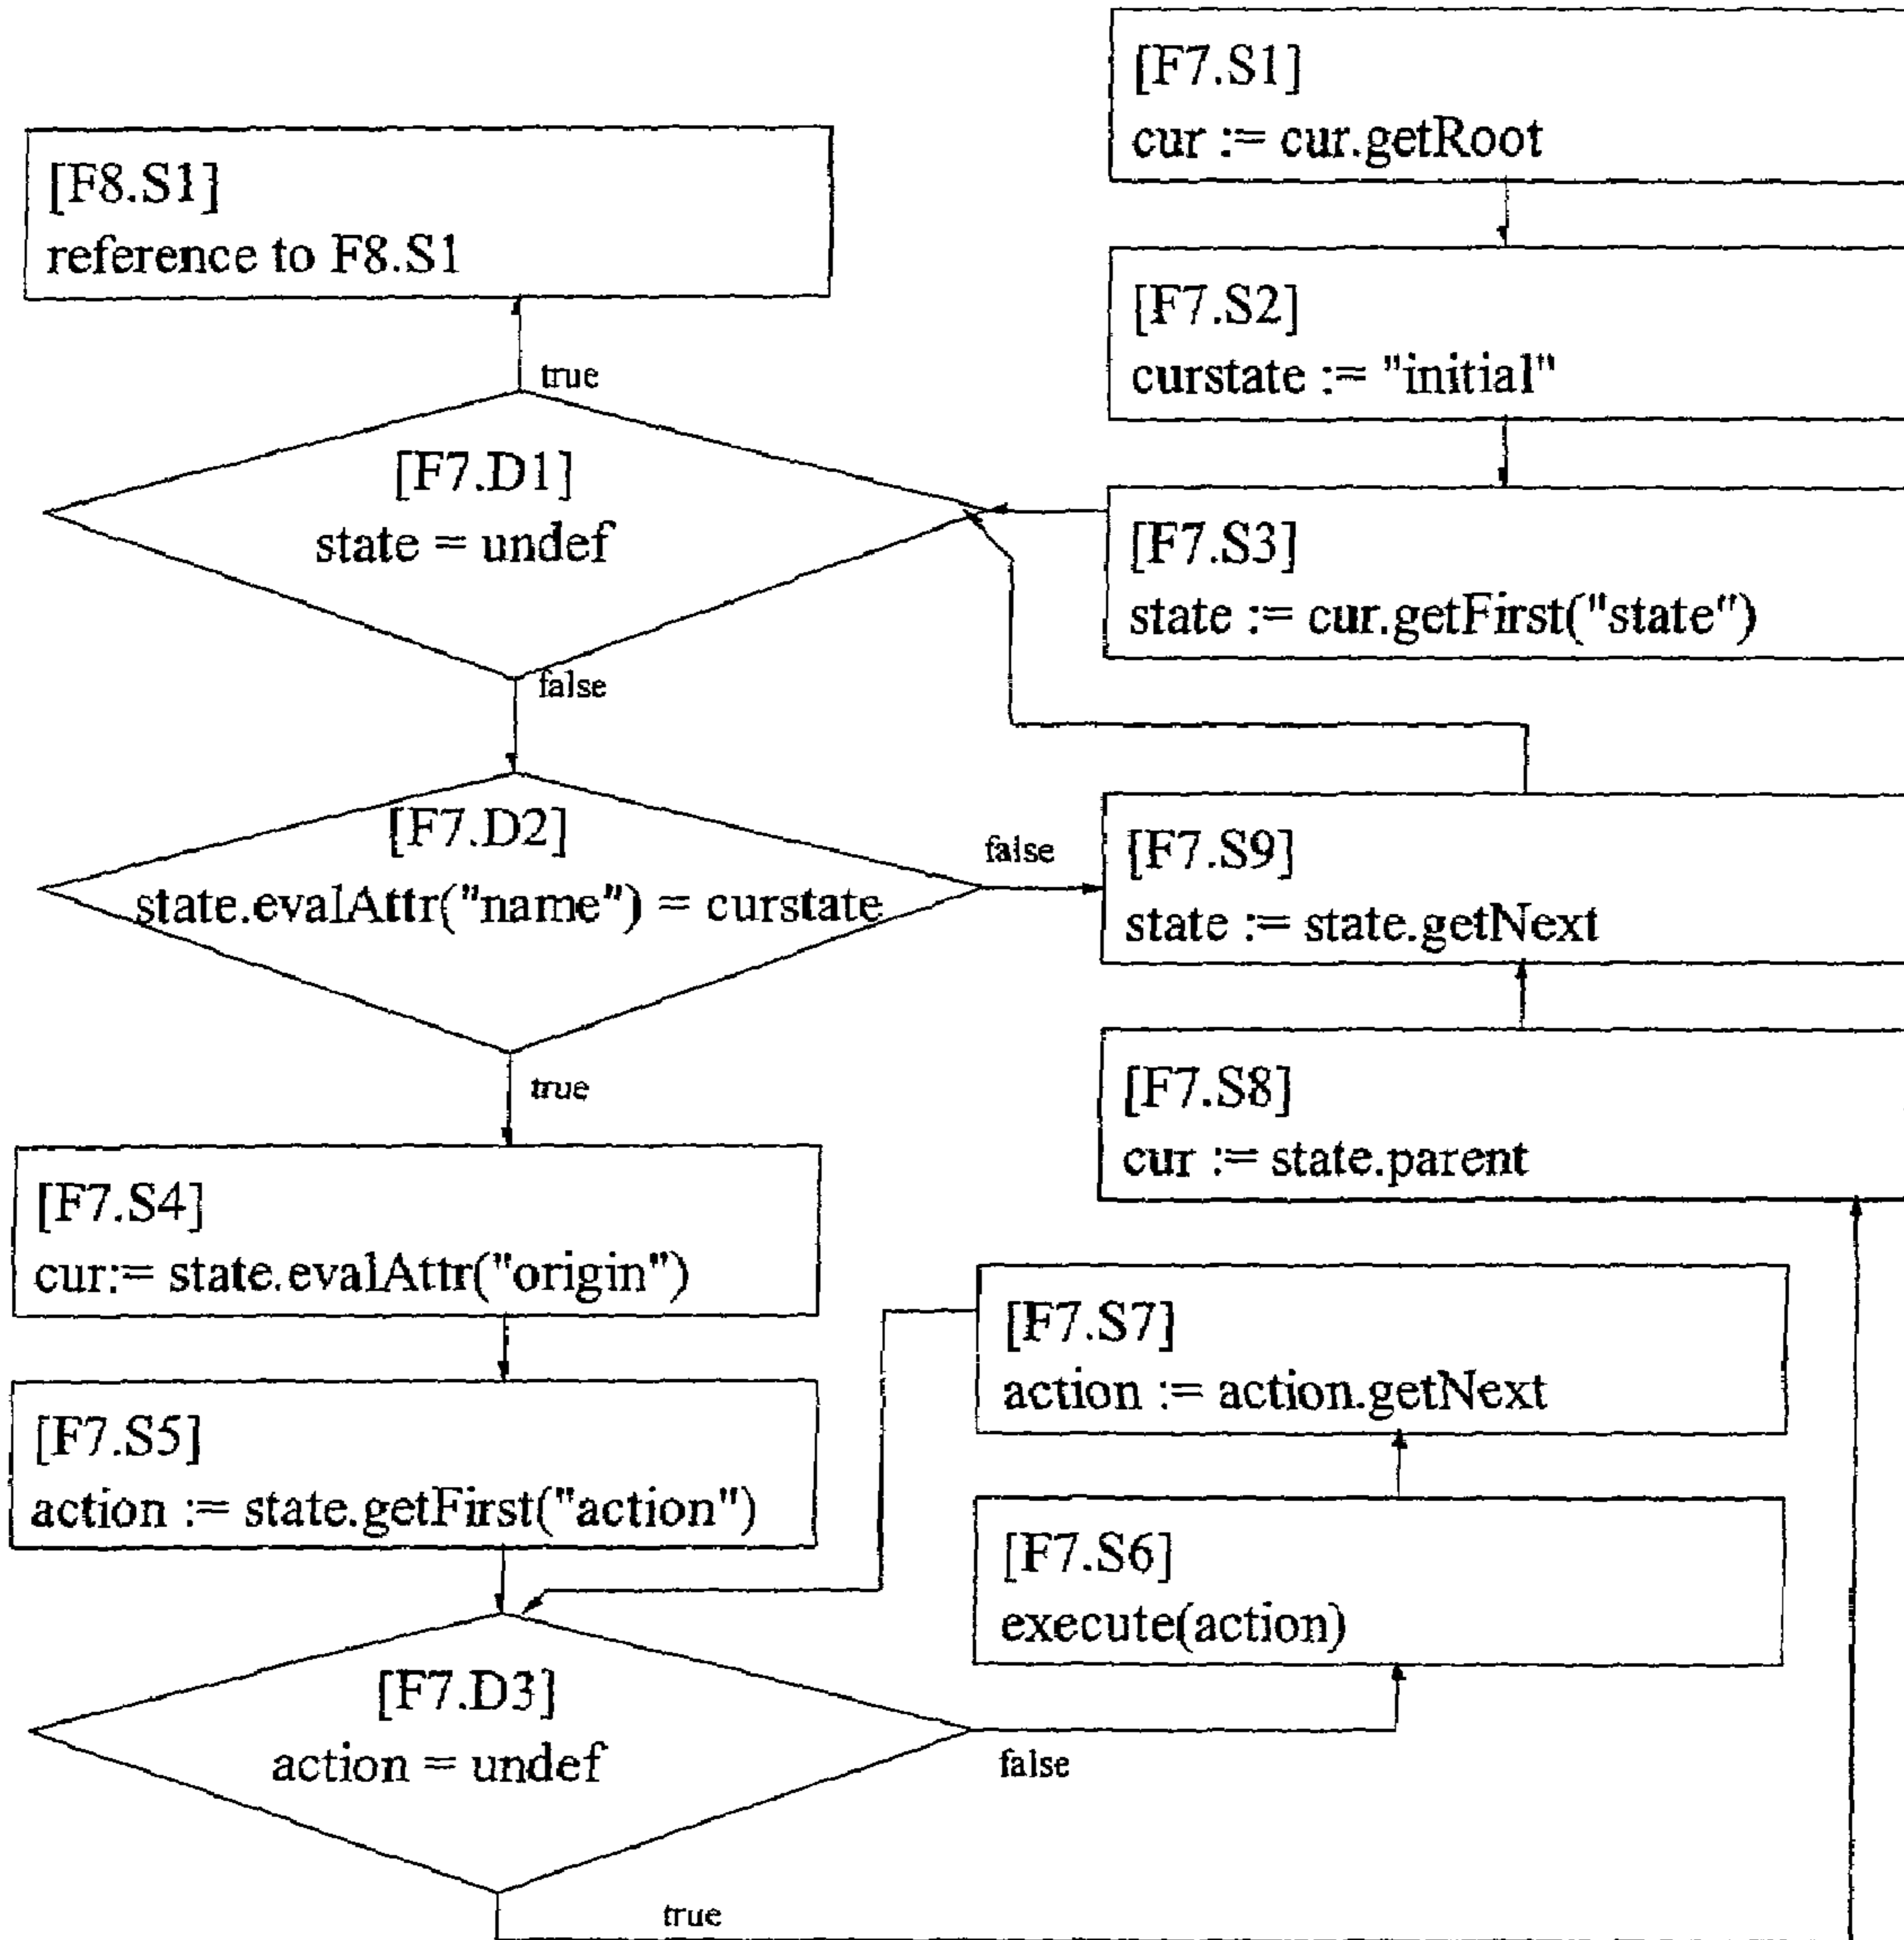 [F7.S1]
cur := cur.getRoot
[F8.S1]
reference to F8.S1
[F7.S2]
curstate := "initial"
true
[F7.D1]
state = undef
[F7.S3]
state := cur.getFirst("state")
false
[F7.D2]
state.evalAttr("name") = curstate
false
[F7.S9]
state := state.getNext
true
[F7.S8]
cur := state.parent
[F7.S4]
cur:= state.evalAttr("origin")
[F7.S7]
action := action.getNext
[F7.S5]
action := state.getFirst("action")
[F7.S6]
execute(action)
[F7.D3]
action = undef
false
true